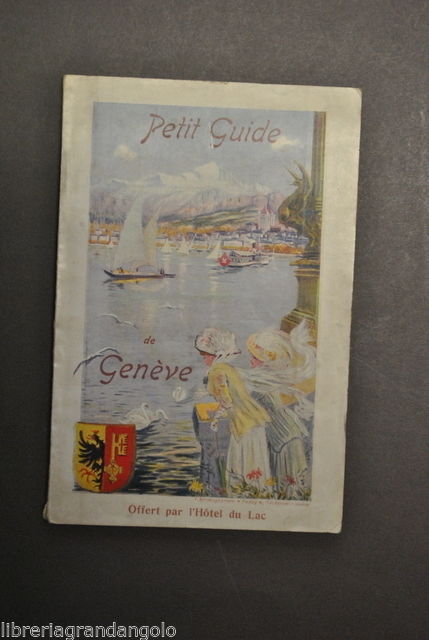 Petit Guide
de
Genève
Offert par l'Hôtel du Lac
libreriagrandangolo